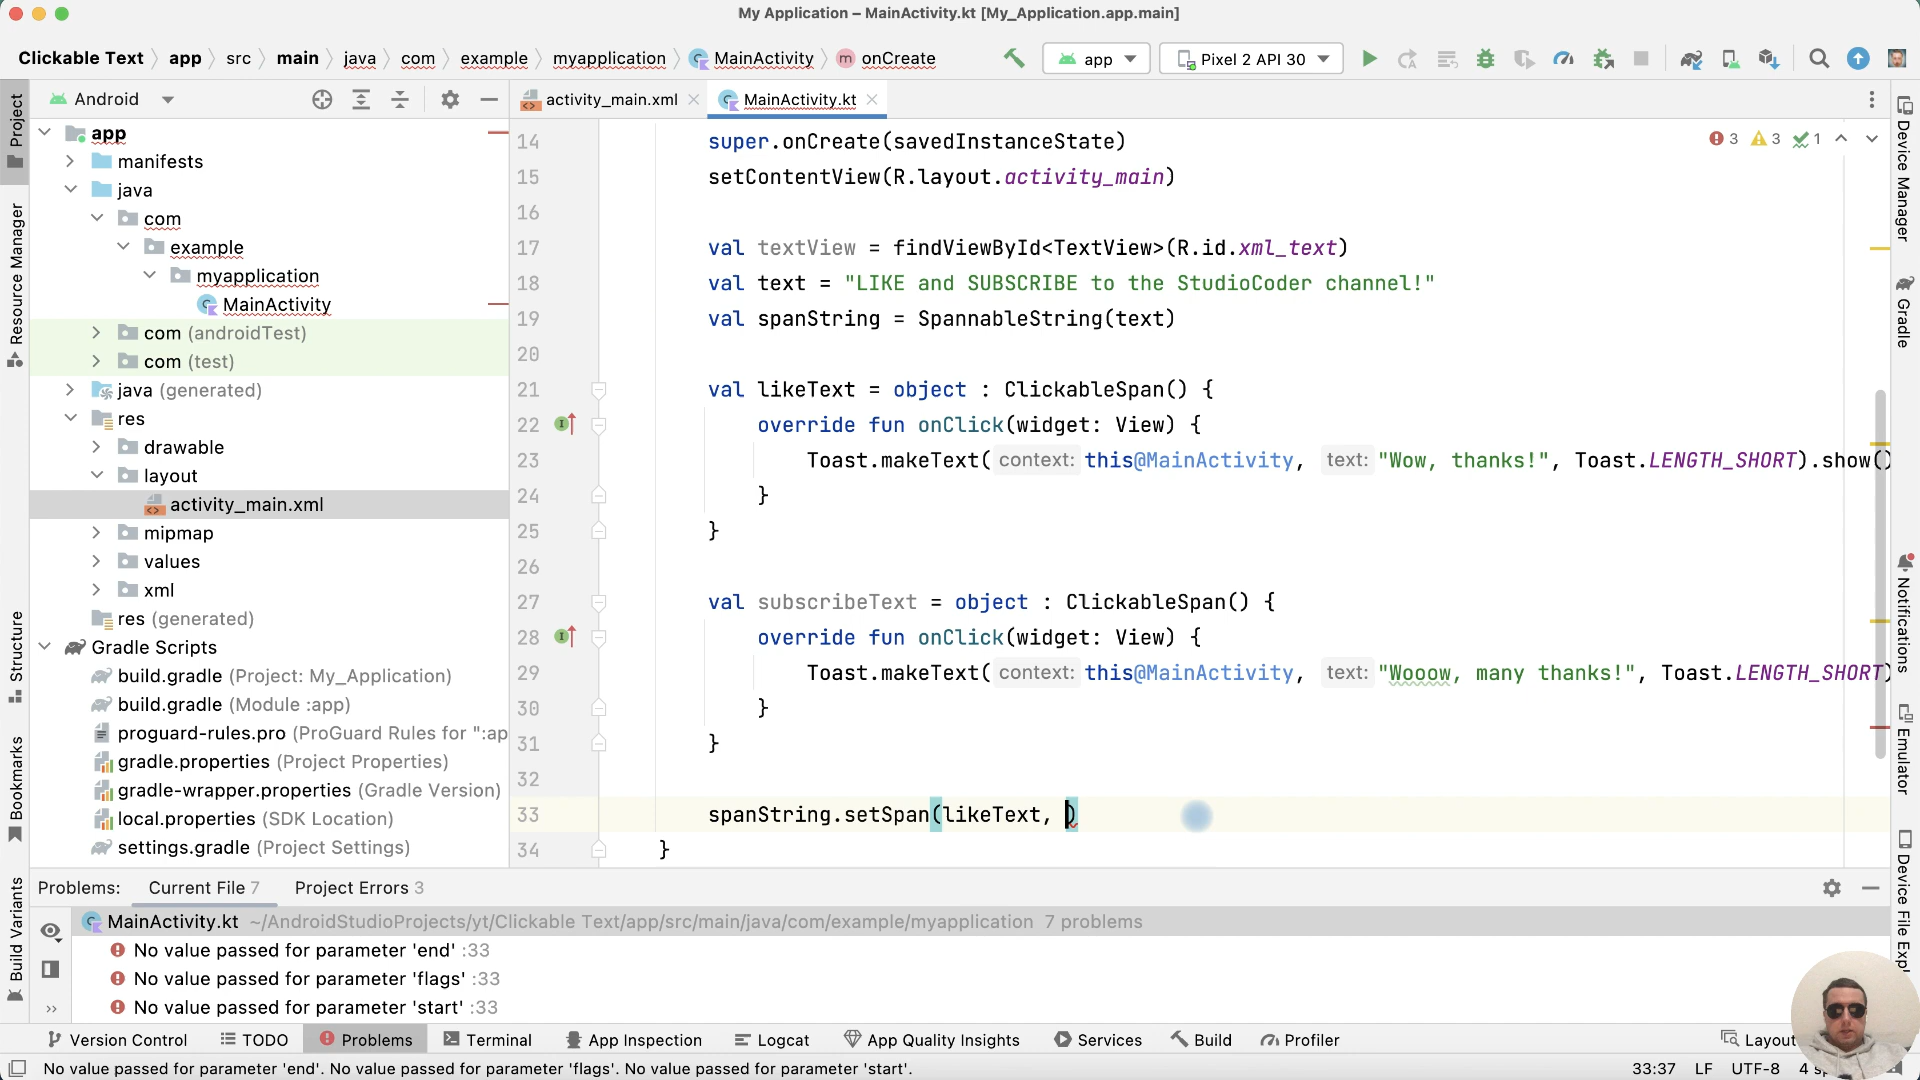 My Application – MainActivity.kt [My_Application.app.main]
Clickable Text app src main java com example myapplication MainActivity onCreate
app Pixel 2 API 30
Android
activity_main.xml MainActivity.kt
Project
Resource Manager
Structure
Bookmarks
Build Variants
app
manifests
java
com
example
myapplication
MainActivity
com (androidTest)
com (test)
java (generated)
res
drawable
layout
activity_main.xml
mipmap
values
xml
res (generated)
Gradle Scripts
build.gradle (Project: My_Application)
build.gradle (Module :app)
proguard-rules.pro (ProGuard Rules for ":ap
gradle.properties (Project Properties)
gradle-wrapper.properties (Gradle Version)
local.properties (SDK Location)
settings.gradle (Project Settings)
3 3 1
14 super.onCreate(savedInstanceState)
15 setContentView(R.layout.activity_main)
16
17 val textView = findViewById<TextView>(R.id.xml_text)
18 val text = "LIKE and SUBSCRIBE to the StudioCoder channel!"
19 val spanString = SpannableString(text)
20
21 val likeText = object : ClickableSpan() {
22 override fun onClick(widget: View) {
23 Toast.makeText( context: this@MainActivity, text: "Wow, thanks!", Toast.LENGTH_SHORT).show()
24 }
25 }
26
27 val subscribeText = object : ClickableSpan() {
28 override fun onClick(widget: View) {
29 Toast.makeText( context: this@MainActivity, text: "Wooow, many thanks!", Toast.LENGTH_SHORT)
30 }
31 }
32
33 spanString.setSpan(likeText, )
34 }
Device Manager
Gradle
Notifications
Emulator
Device File Expl
Problems: Current File 7 Project Errors 3
MainActivity.kt ~/AndroidStudioProjects/yt/Clickable Text/app/src/main/java/com/example/myapplication 7 problems
No value passed for parameter 'end' :33
No value passed for parameter 'flags' :33
No value passed for parameter 'start' :33
Version Control TODO Problems Terminal App Inspection Logcat App Quality Insights Services Build Profiler Layout
No value passed for parameter 'end'. No value passed for parameter 'flags'. No value passed for parameter 'start'.
33:37 LF UTF-8 4 sp